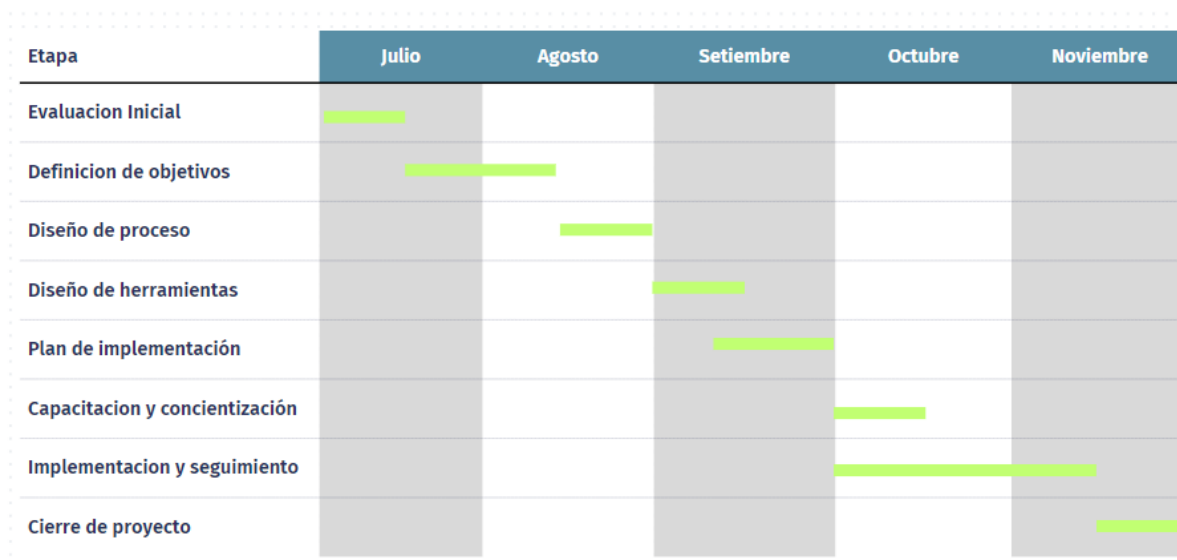 Etapa Julio Agosto Setiembre Octubre Noviembre
Evaluacion Inicial
Definicion de objetivos
Diseño de proceso
Diseño de herramientas
Plan de implementación
Capacitacion y concientización
Implementacion y seguimiento
Cierre de proyecto